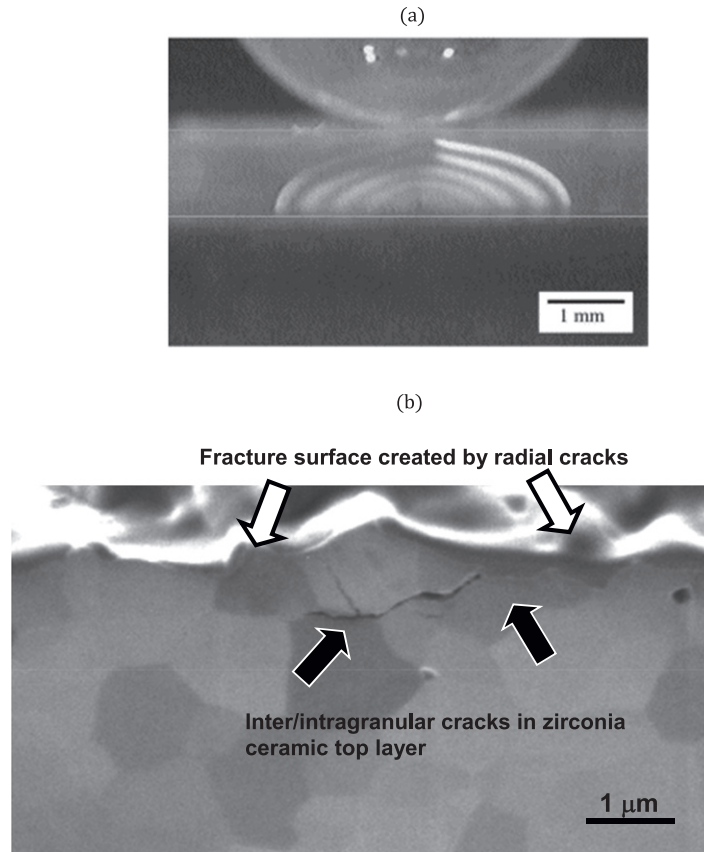 (a)
1 mm
(b)
Fracture surface created by radial cracks
Inter/intragranular cracks in zirconia
ceramic top layer
1 μm